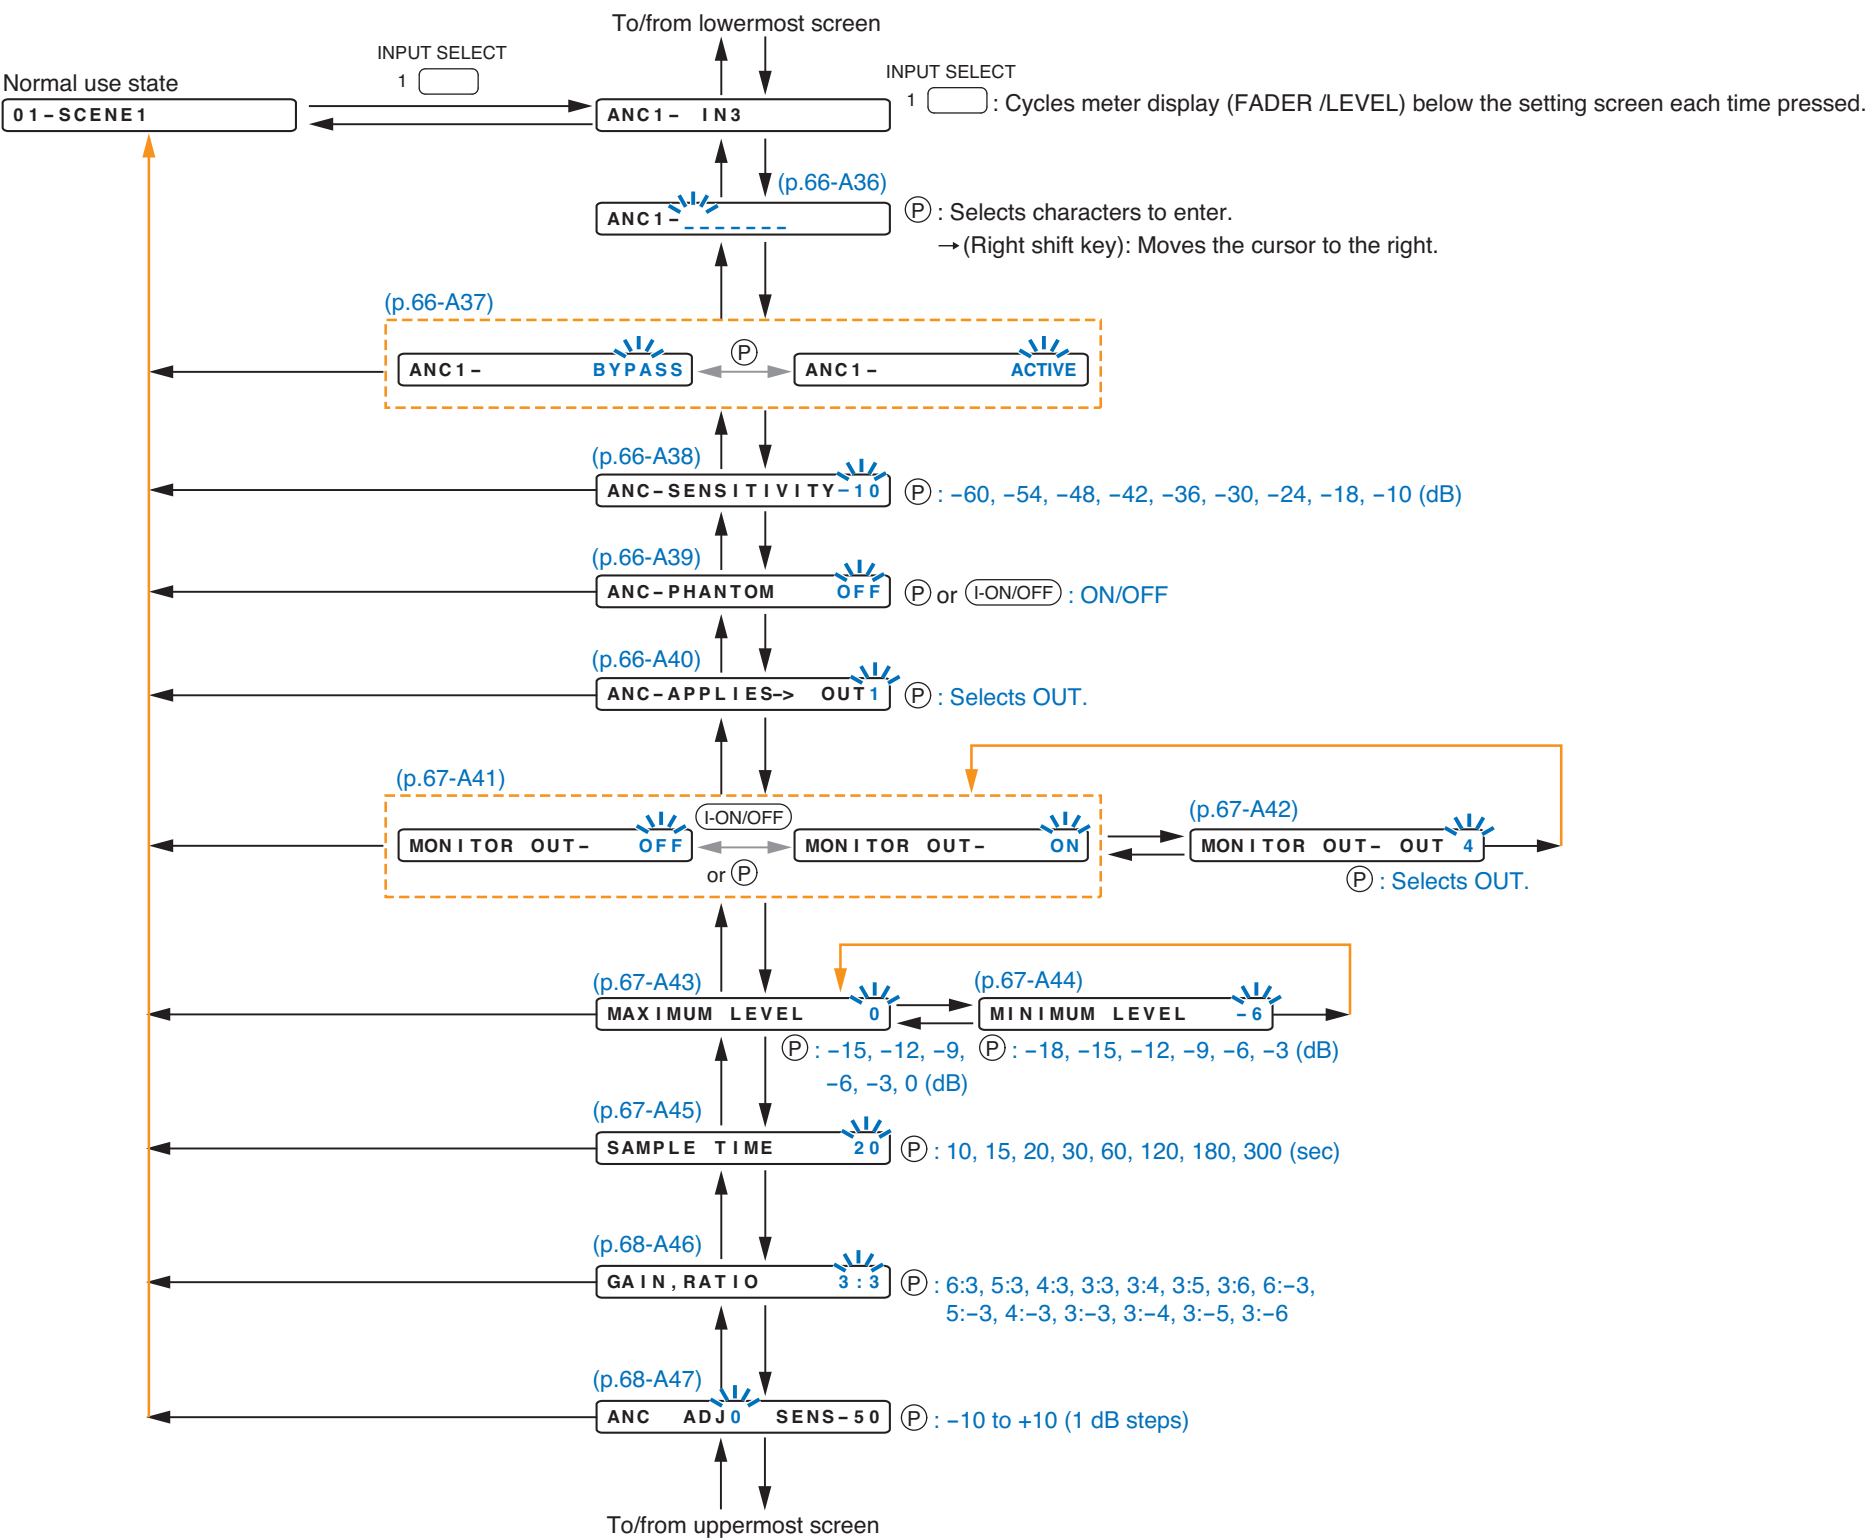 To/from lowermost screen
INPUT SELECT
1
Normal use state
01-SCENE1
ANC1- IN3
INPUT SELECT
1 : Cycles meter display (FADER /LEVEL) below the setting screen each time pressed.
(p.66-A36)
ANC1-_______
Ⓟ : Selects characters to enter.
→(Right shift key): Moves the cursor to the right.
(p.66-A37)
ANC1- BYPASS
Ⓟ
ANC1- ACTIVE
(p.66-A38)
ANC-SENSITIVITY-10
Ⓟ : −60, −54, −48, −42, −36, −30, −24, −18, −10 (dB)
(p.66-A39)
ANC-PHANTOM OFF
Ⓟ or I-ON/OFF : ON/OFF
(p.66-A40)
ANC-APPLIES-> OUT1
Ⓟ : Selects OUT.
(p.67-A41)
MONITOR OUT- OFF
I-ON/OFF
or Ⓟ
MONITOR OUT- ON
(p.67-A42)
MONITOR OUT- OUT 4
Ⓟ : Selects OUT.
(p.67-A43)
MAXIMUM LEVEL 0
Ⓟ : −15, −12, −9,
−6, −3, 0 (dB)
(p.67-A44)
MINIMUM LEVEL -6
Ⓟ : −18, −15, −12, −9, −6, −3 (dB)
(p.67-A45)
SAMPLE TIME 20
Ⓟ : 10, 15, 20, 30, 60, 120, 180, 300 (sec)
(p.68-A46)
GAIN,RATIO 3:3
Ⓟ : 6:3, 5:3, 4:3, 3:3, 3:4, 3:5, 3:6, 6:−3,
5:−3, 4:−3, 3:−3, 3:−4, 3:−5, 3:−6
(p.68-A47)
ANC ADJ0 SENS-50
Ⓟ : −10 to +10 (1 dB steps)
To/from uppermost screen